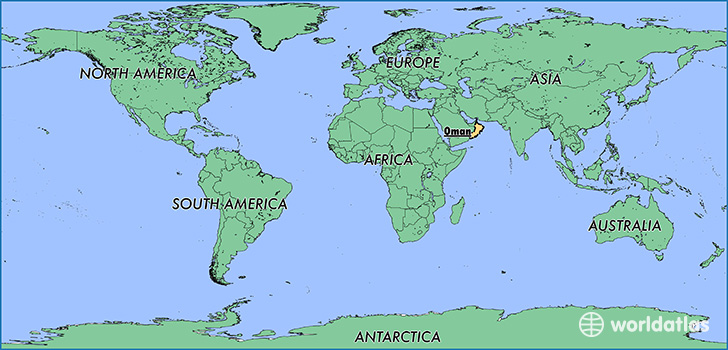 EUROPE
NORTH AMERICA
ASIA
Oman
AFRICA
SOUTH AMERICA
AUSTRALIA
worldatlas
ANTARCTICA